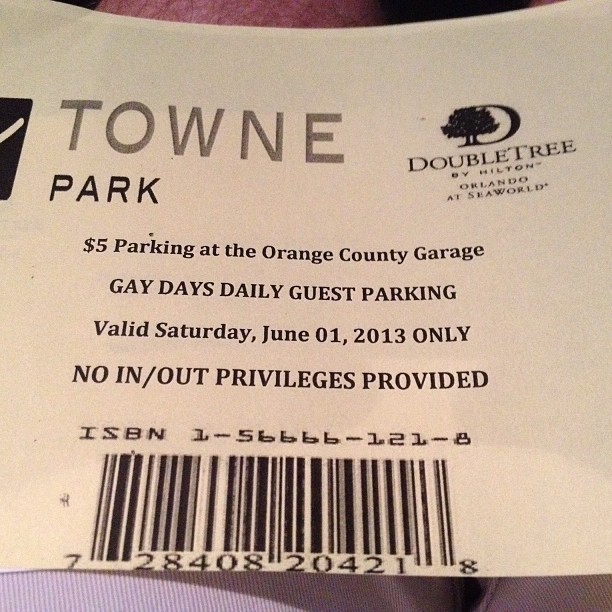 TOWNE
PARK
DOUBLETREE
BY HILTON™
ORLANDO
AT SEAWORLD®
$5 Parking at the Orange County Garage
GAY DAYS DAILY GUEST PARKING
Valid Saturday, June 01, 2013 ONLY
NO IN/OUT PRIVILEGES PROVIDED
ISBN 1-56666-121-8
7 28408 20421 8